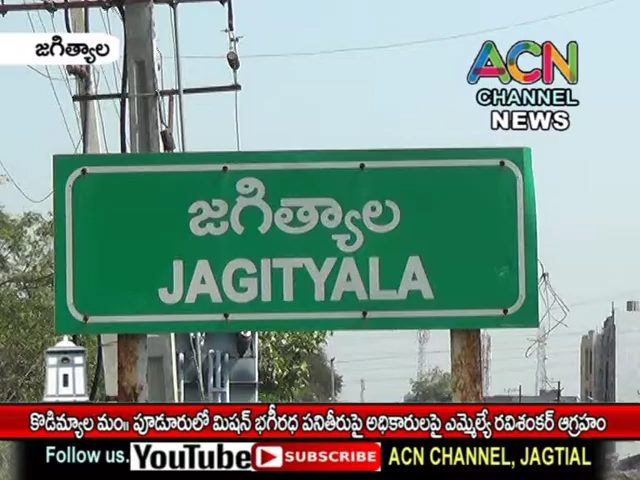 జగిత్యాల
ACN
CHANNEL
NEWS
జగిత్యాల
JAGITYALA
కొడిమ్యాల మం॥ పూడూరులో మిషన్ భగీరధ పనితీరుపై అధికారులపై ఎమ్మెల్యే రవిశంకర్ ఆగ్రహం
Follow us. YouTube SUBSCRIBE ACN CHANNEL, JAGTIAL